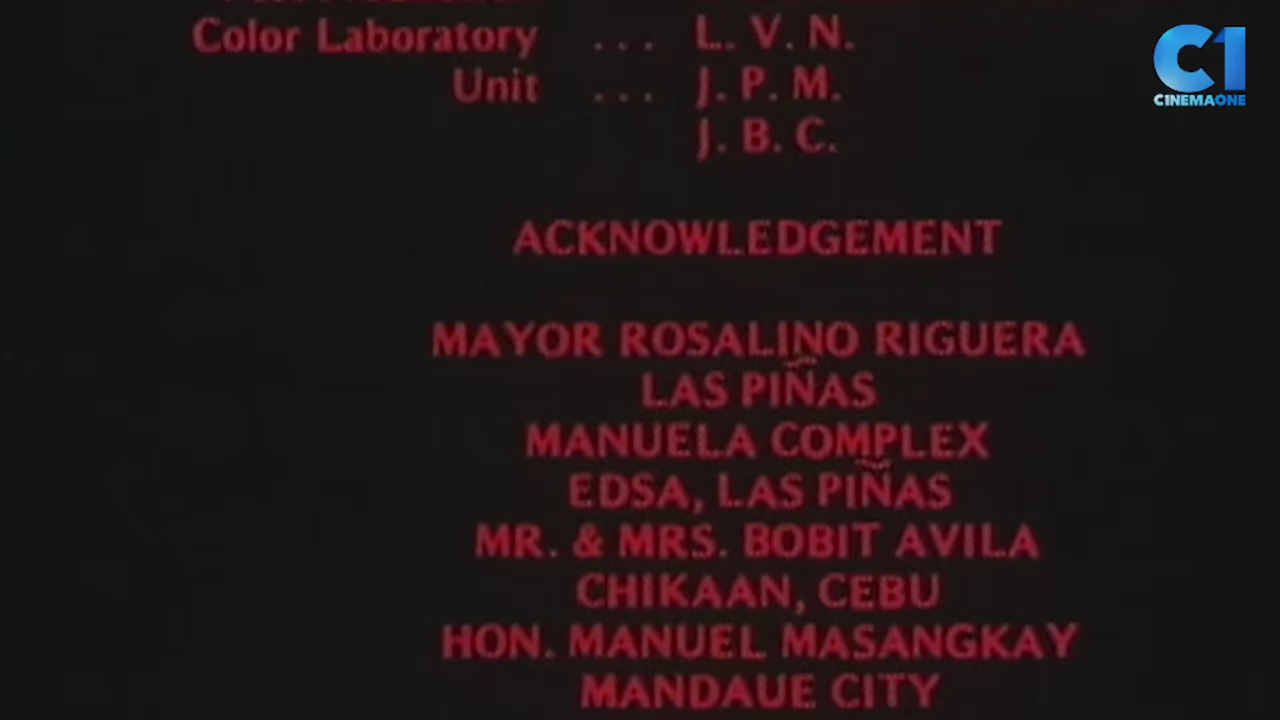 Color Laboratory ... L. V. N.
Unit ... J. P. M.
J. B. C.
ACKNOWLEDGEMENT
MAYOR ROSALINO RIGUERA
LAS PIÑAS
MANUELA COMPLEX
EDSA, LAS PIÑAS
MR. & MRS. BOBIT AVILA
CHIKAAN, CEBU
HON. MANUEL MASANGKAY
MANDAUE CITY
C1
CINEMAONE